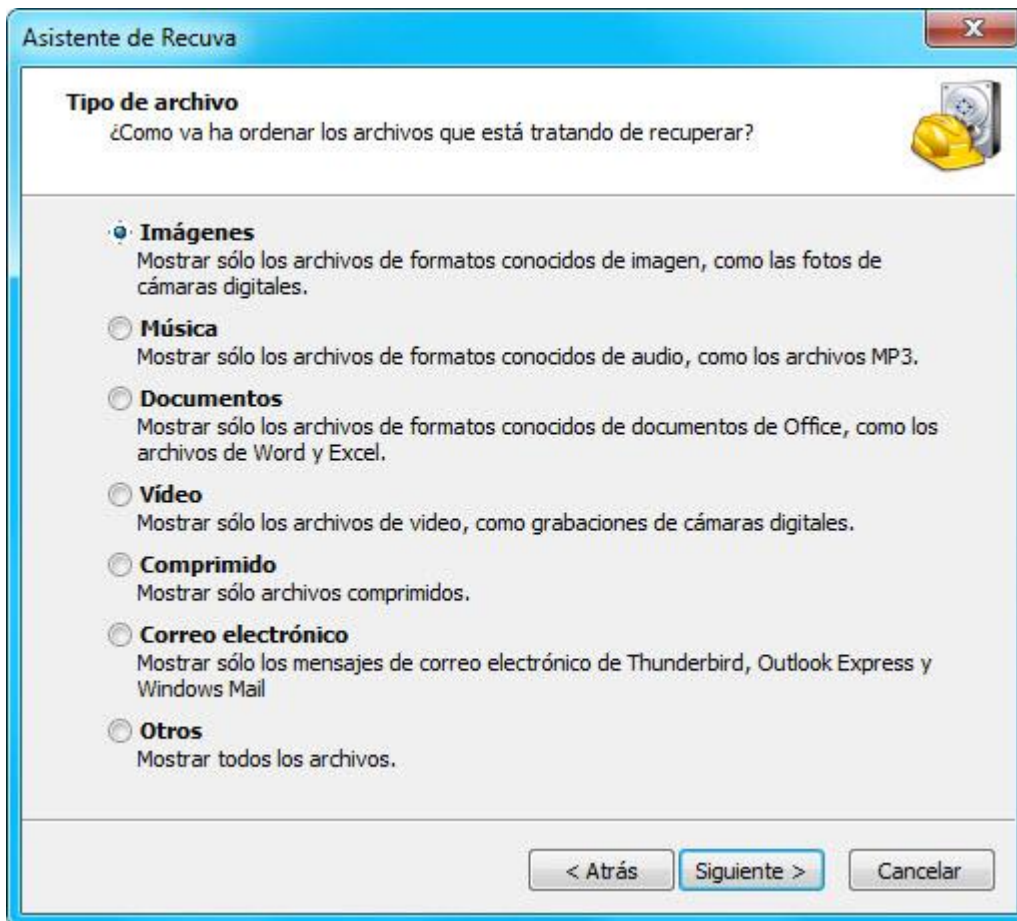 Asistente de Recuva
X
Tipo de archivo
¿Como va ha ordenar los archivos que está tratando de recuperar?
Imágenes
Mostrar sólo los archivos de formatos conocidos de imagen, como las fotos de
cámaras digitales.
Música
Mostrar sólo los archivos de formatos conocidos de audio, como los archivos MP3.
Documentos
Mostrar sólo los archivos de formatos conocidos de documentos de Office, como los
archivos de Word y Excel.
Vídeo
Mostrar sólo los archivos de video, como grabaciones de cámaras digitales.
Comprimido
Mostrar sólo archivos comprimidos.
Correo electrónico
Mostrar sólo los mensajes de correo electrónico de Thunderbird, Outlook Express y
Windows Mail
Otros
Mostrar todos los archivos.
< Atrás Siguiente > Cancelar